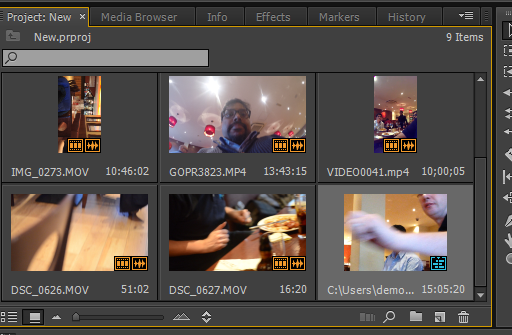 Project: New × Media Browser Info Effects Markers History
New.prproj 9 Items
IMG_0273.MOV 10:46:02 GOPR3823.MP4 13:43:15 VIDEO0041.mp4 10;00;05
DSC_0626.MOV 51:02 DSC_0627.MOV 16:20 C:\Users\demo... 15:05:20